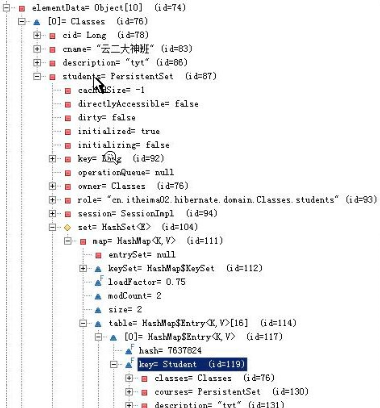 elementData= Object[10] (id=74)
[0]= Classes (id=76)
cid= Long (id=78)
cname= "云二大神班" (id=83)
description= "tyt" (id=86)
students= PersistentSet (id=87)
cachedSize= -1
directlyAccessible= false
dirty= false
initialized= true
initializing= false
key= Long (id=92)
operationQueue= null
owner= Classes (id=76)
role= "cn.itheima02.hibernate.domain.Classes.students" (id=93)
session= SessionImpl (id=94)
set= HashSet<E> (id=104)
map= HashMap<K,V> (id=111)
entrySet= null
keySet= HashMap$KeySet (id=112)
loadFactor= 0.75
modCount= 2
size= 2
table= HashMap$Entry<K,V>[16] (id=114)
[0]= HashMap$Entry<K,V> (id=117)
hash= 7637824
key= Student (id=119)
classes= Classes (id=76)
courses= PersistentSet (id=130)
description= "tyt" (id=131)